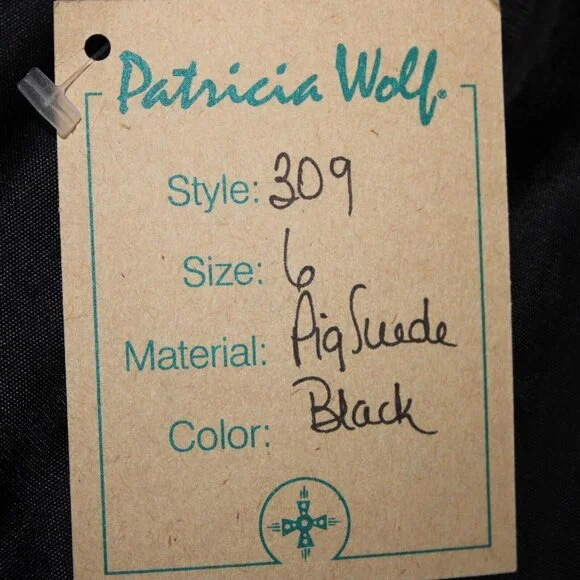 Patricia Wolf.
Style: 309
Size: 6
Material: Pig Suede
Color: Black